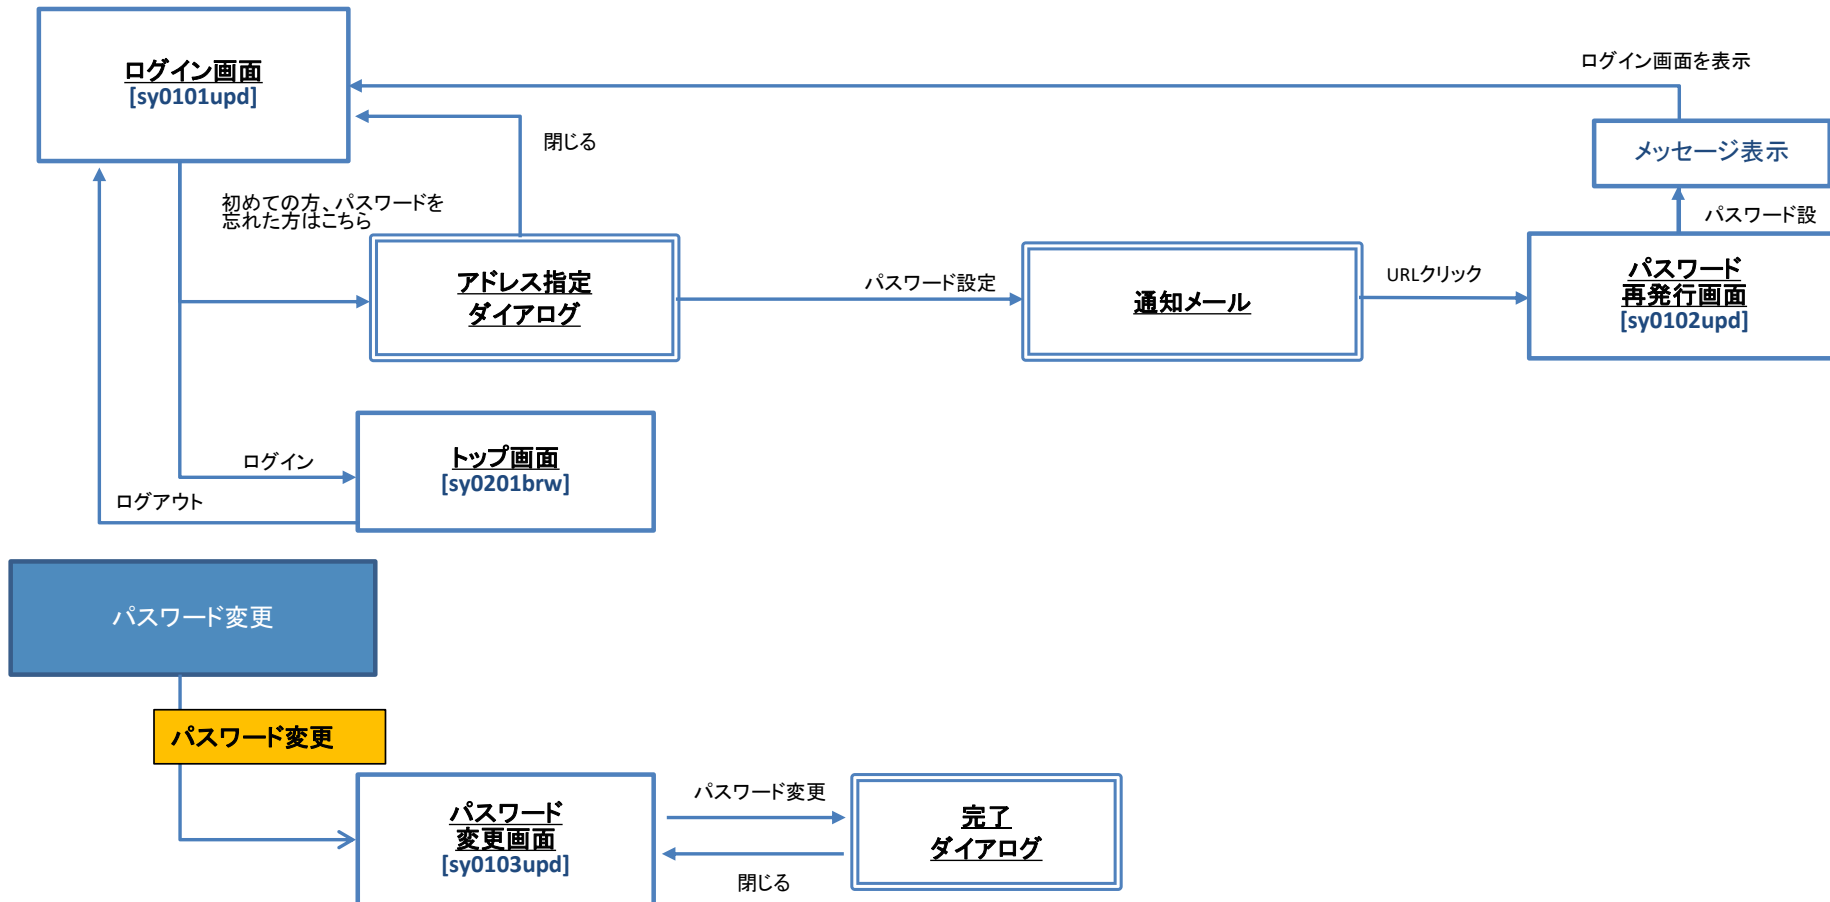 ログイン画面
[sy0101upd]
ログイン画面を表示
閉じる
メッセージ表示
初めての方、パスワードを
忘れた方はこちら
パスワード設
アドレス指定
ダイアログ
パスワード設定
通知メール
URLクリック
パスワード
再発行画面
[sy0102upd]
ログイン
トップ画面
[sy0201brw]
ログアウト
パスワード変更
パスワード変更
パスワード
変更画面
[sy0103upd]
パスワード変更
完了
ダイアログ
閉じる